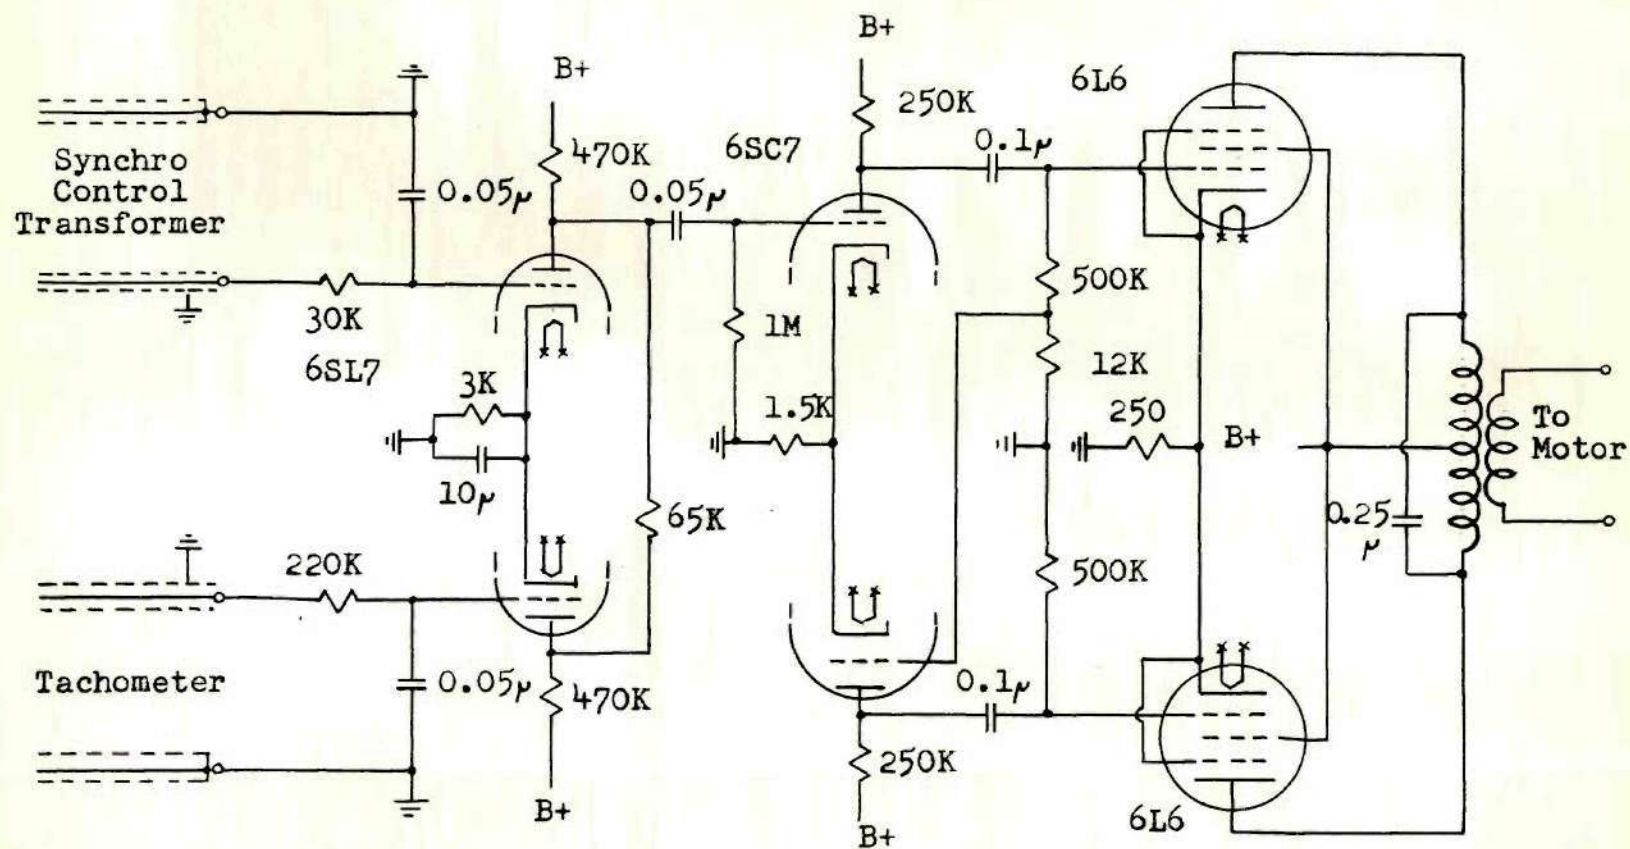 B+
B+
6L6
250K
470K
6SC7
0.1μ
Synchro
Control
Transformer
0.05μ
0.05μ
30K
500K
6SL7
1M
12K
3K
1.5K
250
B+
To
Motor
10μ
65K
0.25
μ
220K
500K
Tachometer
0.05μ
470K
0.1μ
250K
B+
B+
6L6